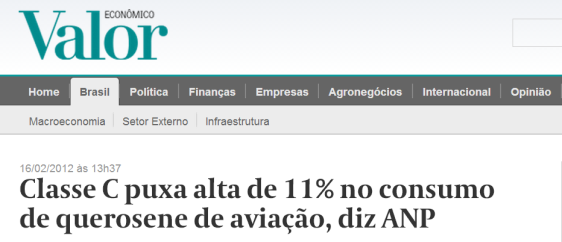 Valor ECONÔMICO
Home Brasil Política Finanças Empresas Agronegócios Internacional Opinião
Macroeconomia Setor Externo Infraestrutura
16/02/2012 às 13h37
Classe C puxa alta de 11% no consumo
de querosene de aviação, diz ANP